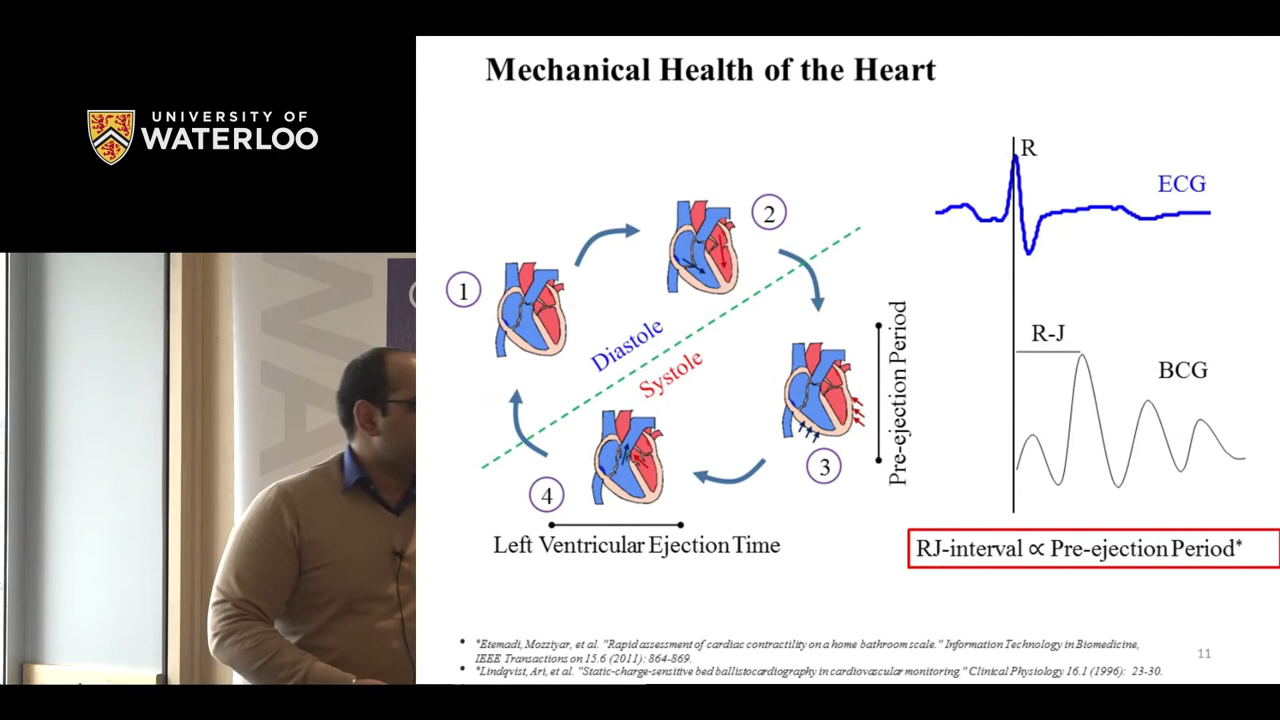 UNIVERSITY OF
WATERLOO
Mechanical Health of the Heart
R
ECG
2
1
Diastole
Systole
Pre-ejection Period
R-J
BCG
3
4
Left Ventricular Ejection Time
RJ-interval ∝ Pre-ejection Period*
• *Etemadi, Mozziyar, et al. "Rapid assessment of cardiac contractility on a home bathroom scale." Information Technology in Biomedicine,
IEEE Transactions on 15.6 (2011): 864-869.
• *Lindqvist, Ari, et al. "Static-charge-sensitive bed ballistocardiography in cardiovascular monitoring." Clinical Physiology 16.1 (1996): 23-30.
11
WA